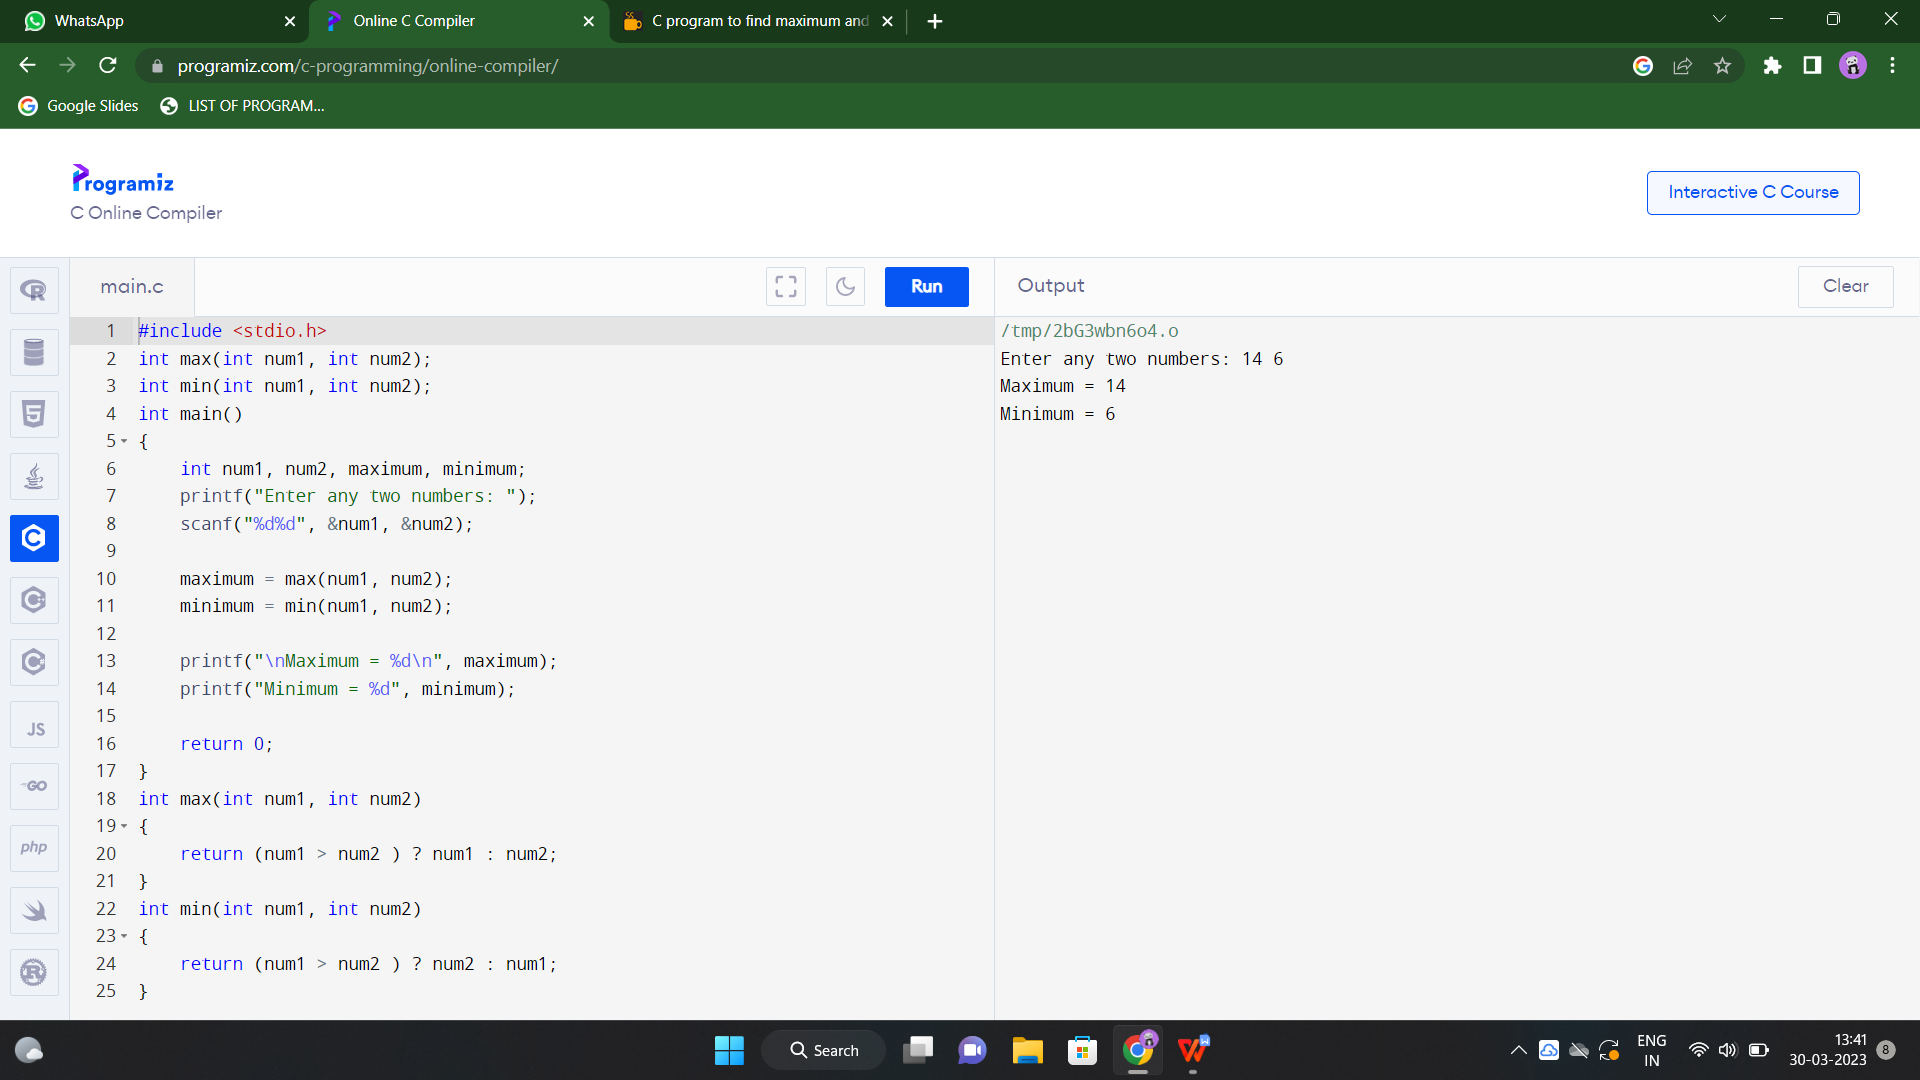 WhatsApp
Online C Compiler
C program to find maximum and
programiz.com/c-programming/online-compiler/
Google Slides
LIST OF PROGRAM...
Programiz
C Online Compiler
Interactive C Course
main.c
Run
Output
Clear
1 #include <stdio.h>
2 int max(int num1, int num2);
3 int min(int num1, int num2);
4 int main()
5 {
6     int num1, num2, maximum, minimum;
7     printf("Enter any two numbers: ");
8     scanf("%d%d", &num1, &num2);
9
10     maximum = max(num1, num2);
11     minimum = min(num1, num2);
12
13     printf("\nMaximum = %d\n", maximum);
14     printf("Minimum = %d", minimum);
15
16     return 0;
17 }
18 int max(int num1, int num2)
19 {
20     return (num1 > num2 ) ? num1 : num2;
21 }
22 int min(int num1, int num2)
23 {
24     return (num1 > num2 ) ? num2 : num1;
25 }
/tmp/2bG3wbn6o4.o
Enter any two numbers: 14 6
Maximum = 14
Minimum = 6
R
5
C
C
C
JS
GO
php
R
Search
ENG
IN
13:41
30-03-2023
8